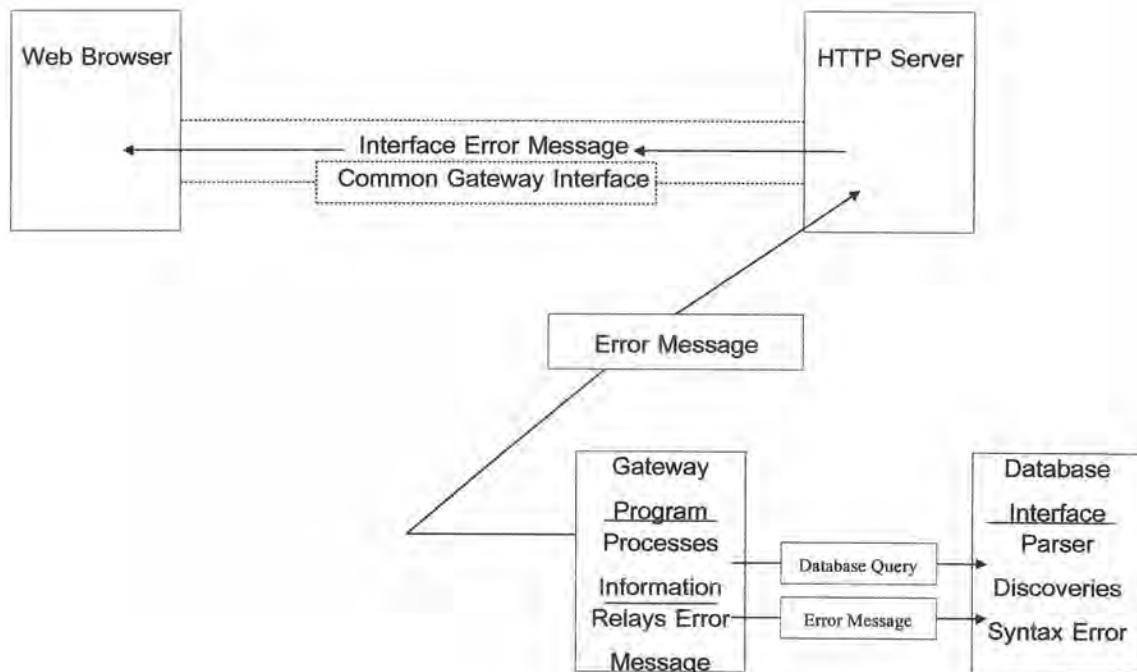 Web Browser
HTTP Server
Interface Error Message
Common Gateway Interface
Error Message
Gateway
Program
Processes
Information
Relays Error
Message
Database Query
Error Message
Database
Interface
Parser
Discoveries
Syntax Error